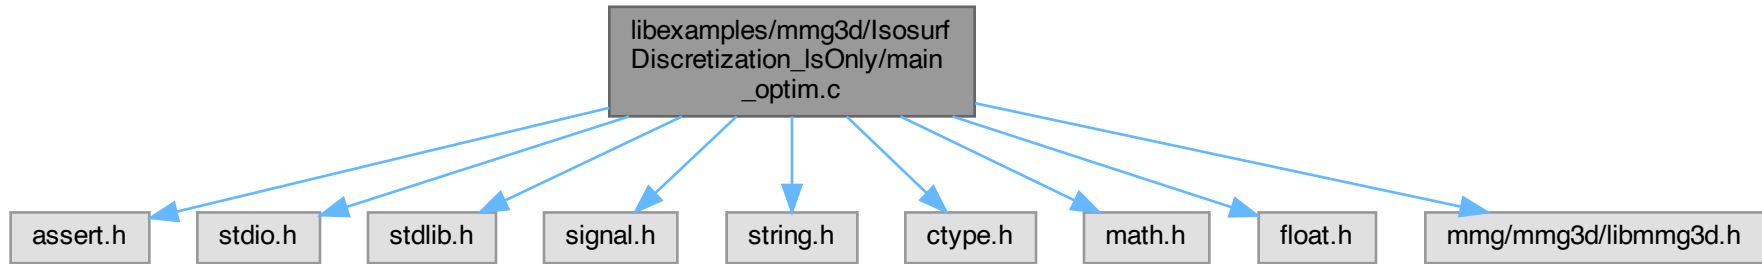 libexamples/mmg3d/Isosurf
Discretization_lsOnly/main
_optim.c
assert.h
stdio.h
stdlib.h
signal.h
string.h
ctype.h
math.h
float.h
mmg/mmg3d/libmmg3d.h